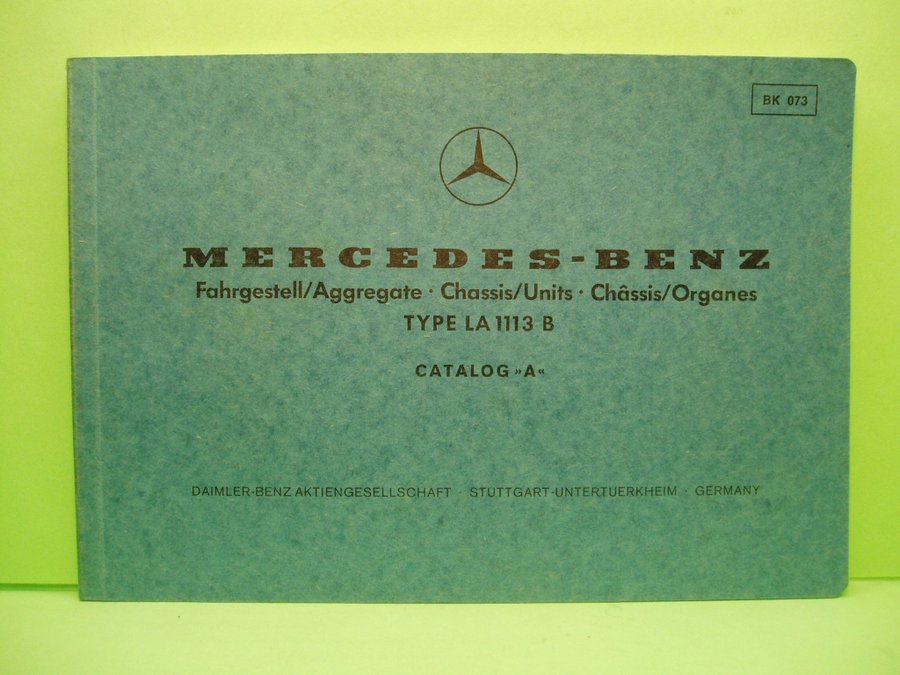 BK 073
MERCEDES-BENZ
Fahrgestell/Aggregate · Chassis/Units · Châssis/Organes
TYPE LA 1113 B
CATALOG »A«
DAIMLER-BENZ AKTIENGESELLSCHAFT · STUTTGART-UNTERTUERKHEIM · GERMANY